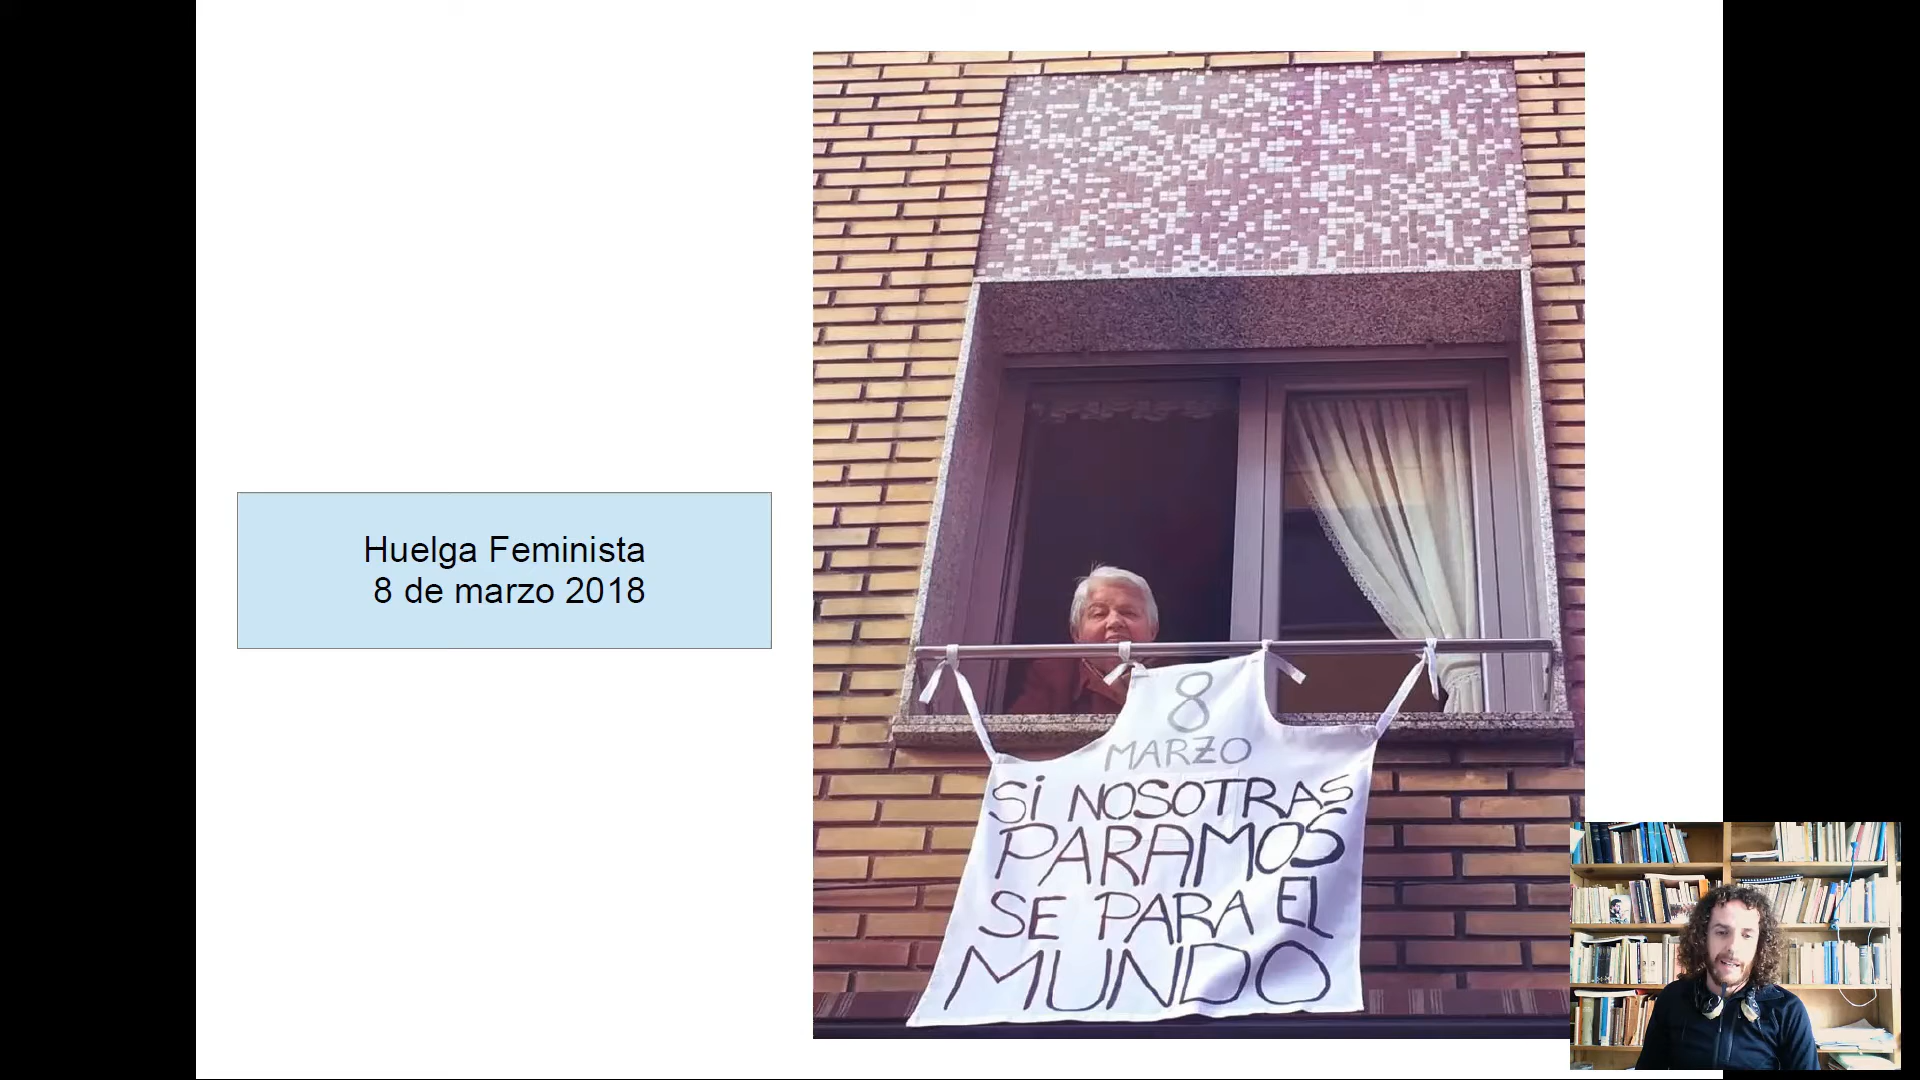 Huelga Feminista
8 de marzo 2018
8
MARZO
Si NOSOTRAS
PARAMOS
SE PARA EL
MUNDO